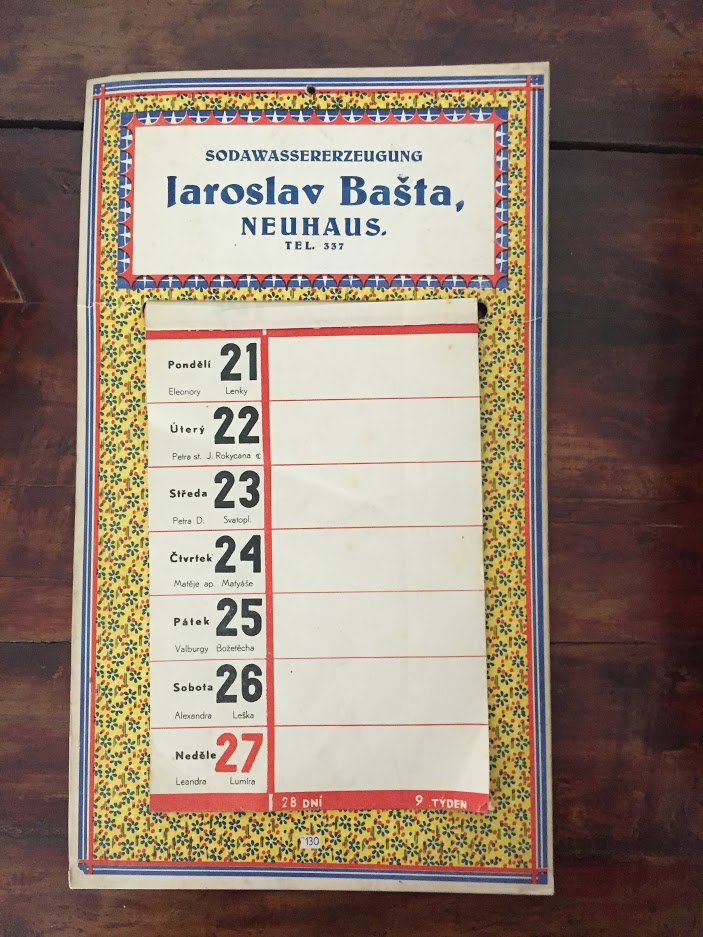 SODAWASSERERZEUGUNG
Jaroslav Bašta,
NEUHAUS.
TEL. 337
Pondělí 21
Eleonory Lenky
Úterý 22
Petra st. J. Rokycana
Středa 23
Petra D. Svatopl.
Čtvrtek 24
Matěje ap. Matyáše
Pátek 25
Valburgy Božetěcha
Sobota 26
Alexandra Leška
Neděle 27
Leandra Lumíra
28 DNÍ 9. TÝDEN
130